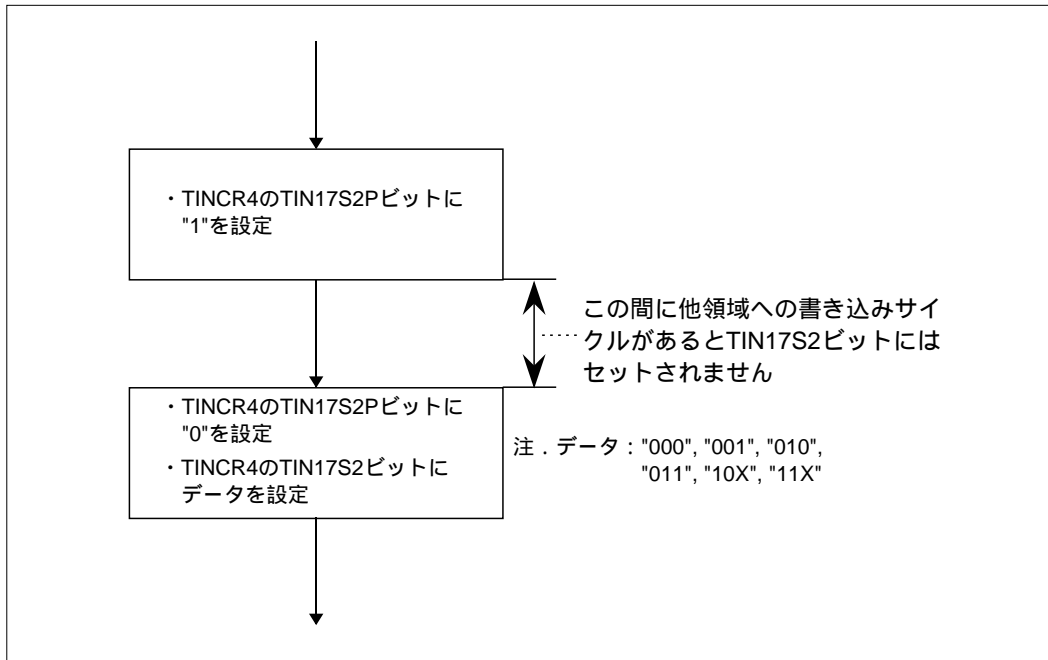 ・TINCR4のTIN17S2Pビットに
"1"を設定
この間に他領域への書き込みサイ
クルがあるとTIN17S2ビットには
セットされません
・TINCR4のTIN17S2Pビットに
"0"を設定
・TINCR4のTIN17S2ビットに
データを設定
注．データ："000", "001", "010",
"011", "10X", "11X"